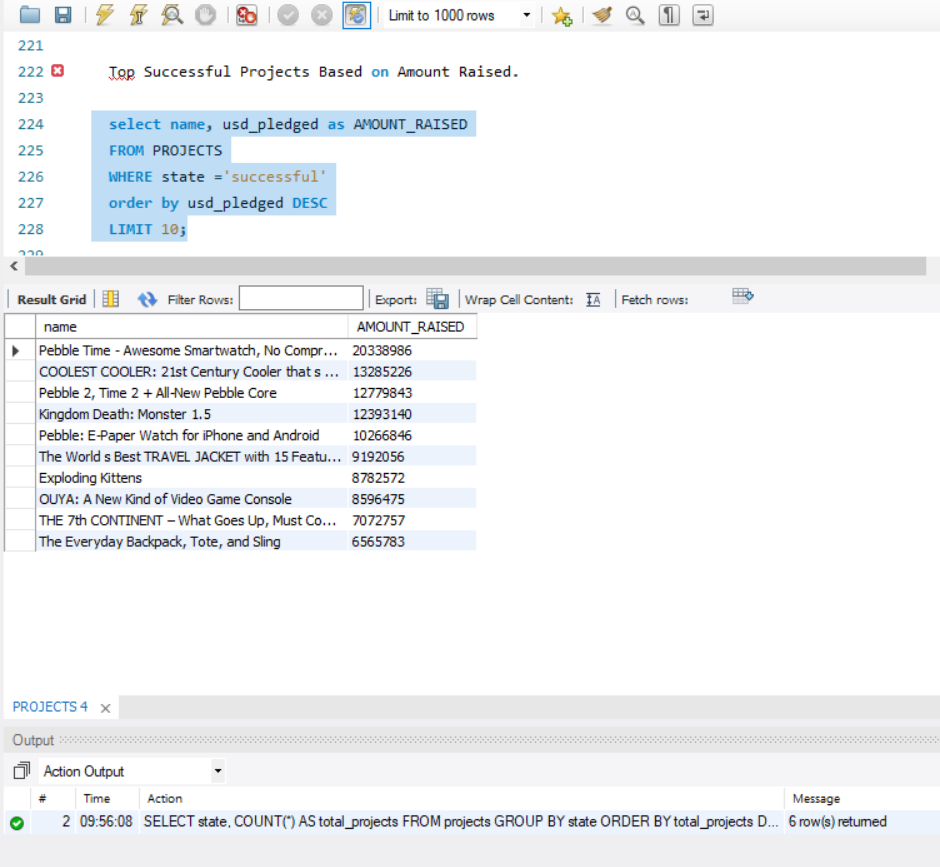 Limit to 1000 rows
221
222 Top Successful Projects Based on Amount Raised.
223
224 select name, usd_pledged as AMOUNT_RAISED
225 FROM PROJECTS
226 WHERE state ='successful'
227 order by usd_pledged DESC
228 LIMIT 10;
229
Result Grid Filter Rows: Export: Wrap Cell Content: Fetch rows:
name AMOUNT_RAISED
Pebble Time - Awesome Smartwatch, No Compr... 20338986
COOLEST COOLER: 21st Century Cooler that s ... 13285226
Pebble 2, Time 2 + All-New Pebble Core 12779843
Kingdom Death: Monster 1.5 12393140
Pebble: E-Paper Watch for iPhone and Android 10266846
The World s Best TRAVEL JACKET with 15 Featu... 9192056
Exploding Kittens 8782572
OUYA: A New Kind of Video Game Console 8596475
THE 7th CONTINENT – What Goes Up, Must Co... 7072757
The Everyday Backpack, Tote, and Sling 6565783
PROJECTS 4
Output
Action Output
# Time Action Message
2 09:56:08 SELECT state, COUNT(*) AS total_projects FROM projects GROUP BY state ORDER BY total_projects D... 6 row(s) returned